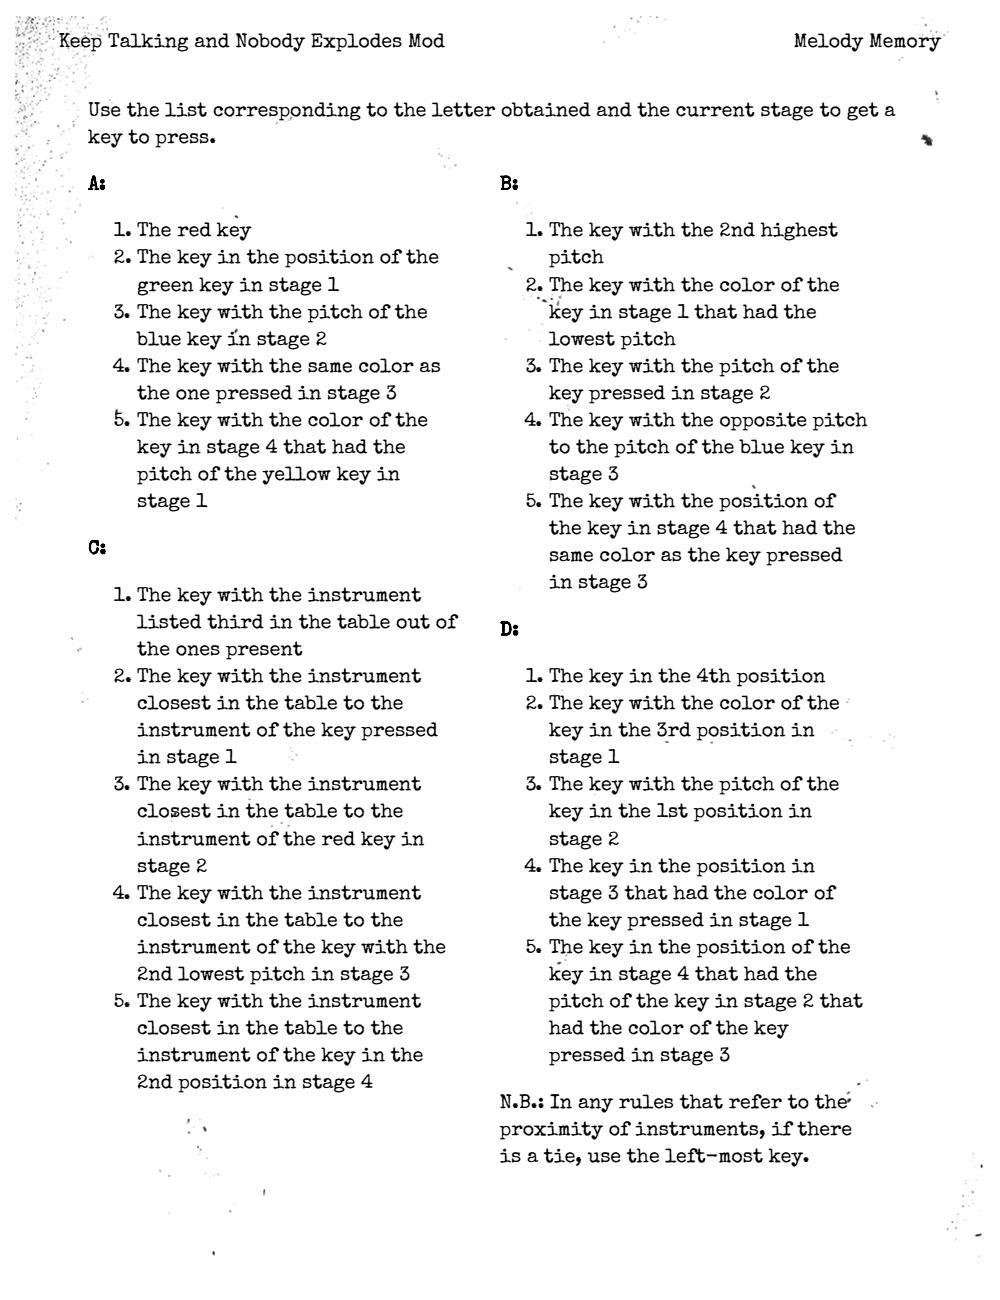 Keep Talking and Nobody Explodes Mod
Melody Memory
Use the list corresponding to the letter obtained and the current stage to get a
key to press.
A:
1. The red key
2. The key in the position of the
green key in stage 1
3. The key with the pitch of the
blue key in stage 2
4. The key with the same color as
the one pressed in stage 3
5. The key with the color of the
key in stage 4 that had the
pitch of the yellow key in
stage 1
C:
1. The key with the instrument
listed third in the table out of
the ones present
2. The key with the instrument
closest in the table to the
instrument of the key pressed
in stage 1
3. The key with the instrument
closest in the table to the
instrument of the red key in
stage 2
4. The key with the instrument
closest in the table to the
instrument of the key with the
2nd lowest pitch in stage 3
5. The key with the instrument
closest in the table to the
instrument of the key in the
2nd position in stage 4
B:
1. The key with the 2nd highest
pitch
2. The key with the color of the
key in stage 1 that had the
lowest pitch
3. The key with the pitch of the
key pressed in stage 2
4. The key with the opposite pitch
to the pitch of the blue key in
stage 3
5. The key with the position of
the key in stage 4 that had the
same color as the key pressed
in stage 3
D:
1. The key in the 4th position
2. The key with the color of the
key in the 3rd position in
stage 1
3. The key with the pitch of the
key in the 1st position in
stage 2
4. The key in the position in
stage 3 that had the color of
the key pressed in stage 1
5. The key in the position of the
key in stage 4 that had the
pitch of the key in stage 2 that
had the color of the key
pressed in stage 3
N.B.: In any rules that refer to the
proximity of instruments, if there
is a tie, use the left-most key.